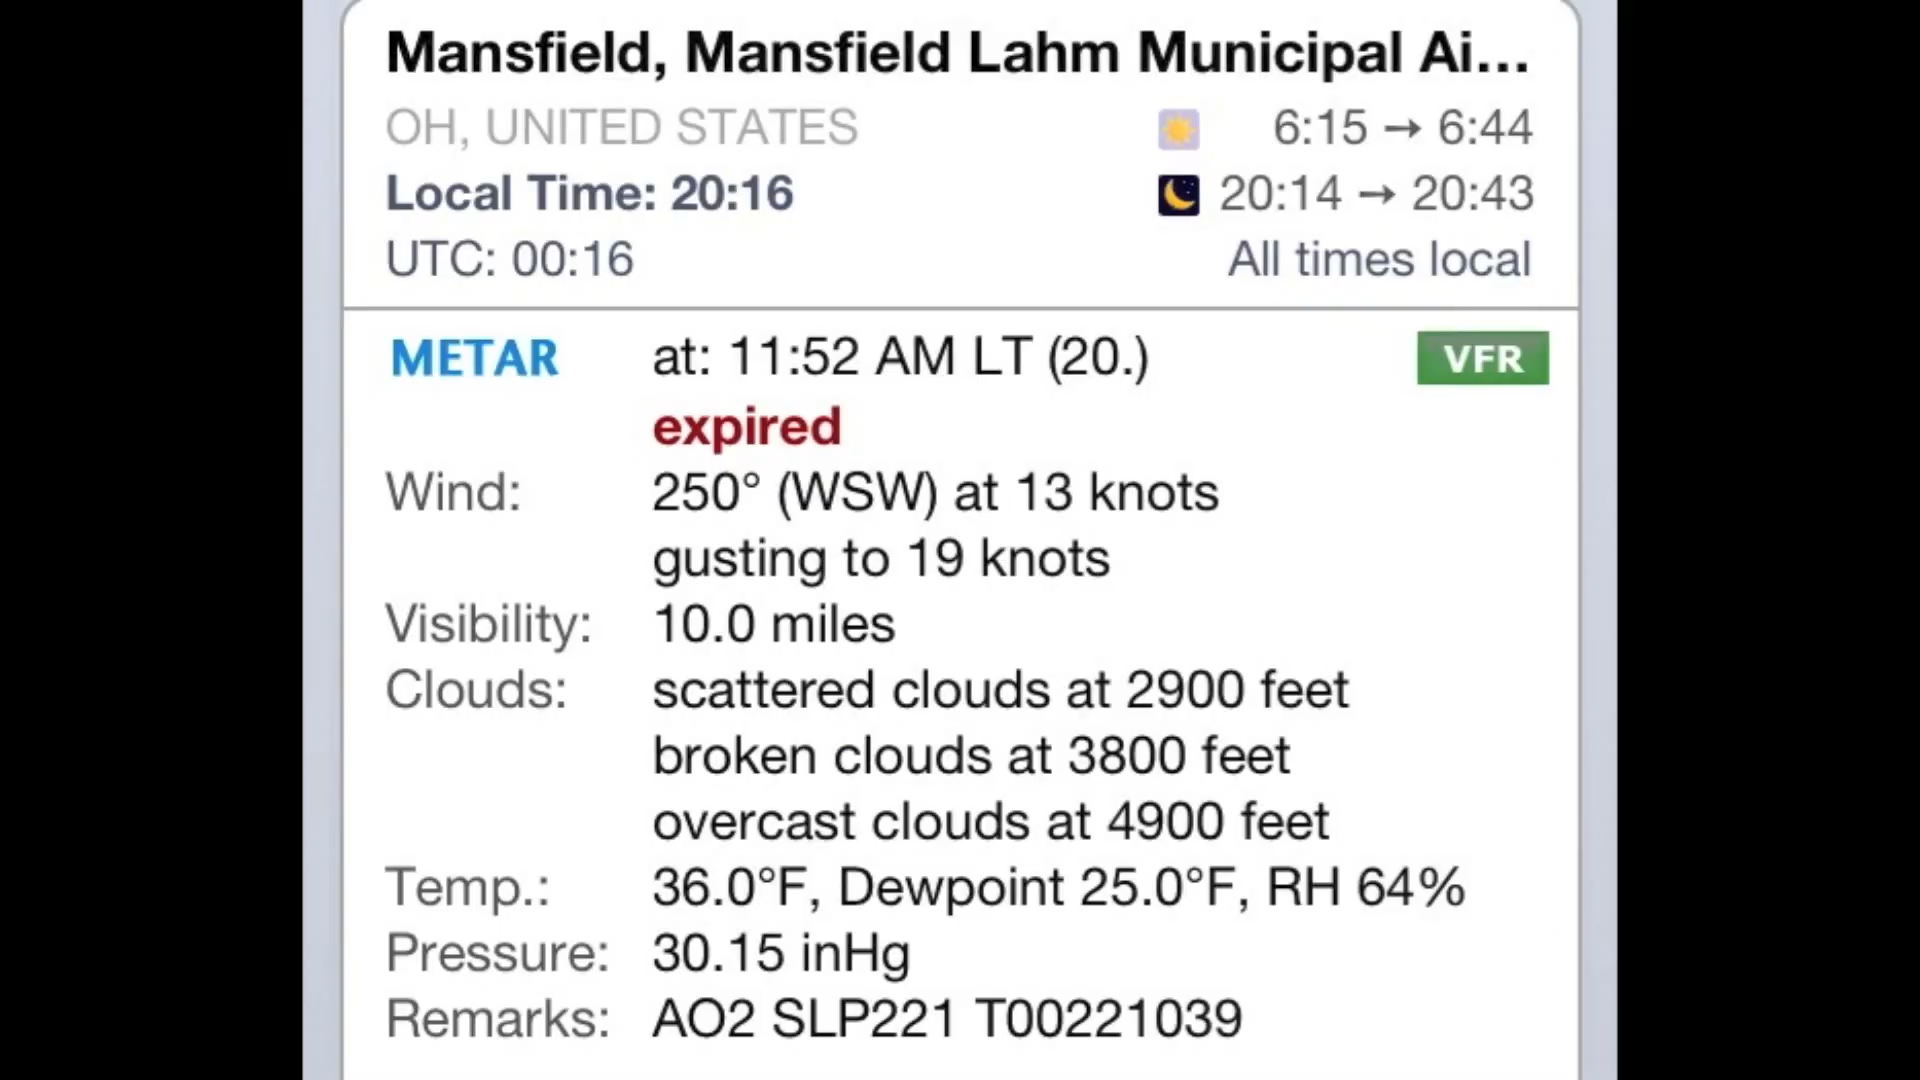 Mansfield, Mansfield Lahm Municipal Ai...
OH, UNITED STATES 6:15 → 6:44
Local Time: 20:16 20:14 → 20:43
UTC: 00:16 All times local
METAR at: 11:52 AM LT (20.) VFR
expired
Wind: 250° (WSW) at 13 knots
gusting to 19 knots
Visibility: 10.0 miles
Clouds: scattered clouds at 2900 feet
broken clouds at 3800 feet
overcast clouds at 4900 feet
Temp.: 36.0°F, Dewpoint 25.0°F, RH 64%
Pressure: 30.15 inHg
Remarks: AO2 SLP221 T00221039